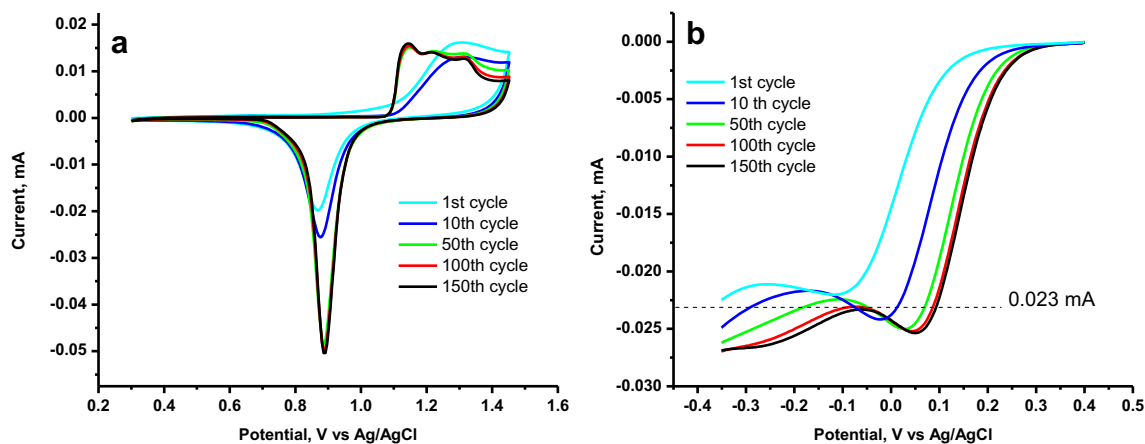 a
0.02
0.01
0.00
-0.01
-0.02
-0.03
-0.04
-0.05
Current, mA
1st cycle
10th cycle
50th cycle
100th cycle
150th cycle
0.2 0.4 0.6 0.8 1.0 1.2 1.4 1.6
Potential, V vs Ag/AgCl
b
0.000
-0.005
-0.010
-0.015
-0.020
-0.025
-0.030
Current, mA
1st cycle
10 th cycle
50th cycle
100th cycle
150th cycle
0.023 mA
-0.4 -0.3 -0.2 -0.1 0.0 0.1 0.2 0.3 0.4 0.5
Potential, V vs Ag/AgCl